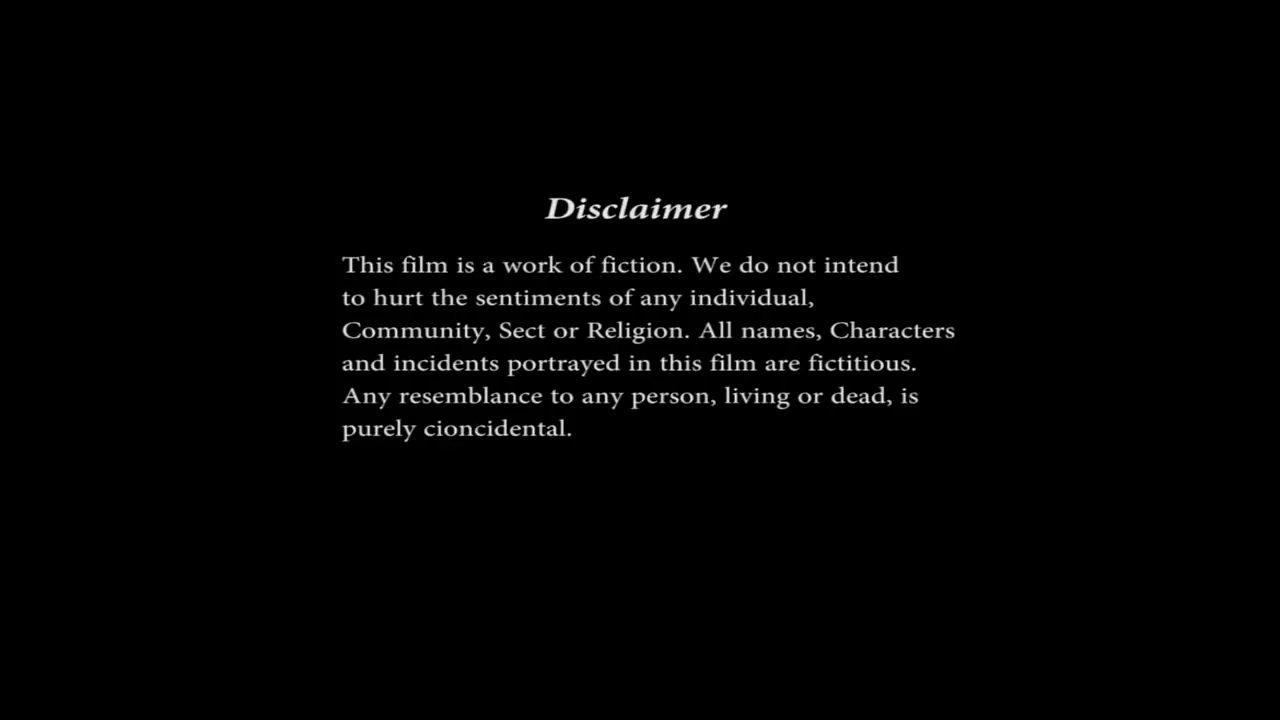 Disclaimer
This film is a work of fiction. We do not intend
to hurt the sentiments of any individual,
Community, Sect or Religion. All names, Characters
and incidents portrayed in this film are fictitious.
Any resemblance to any person, living or dead, is
purely cioncidental.